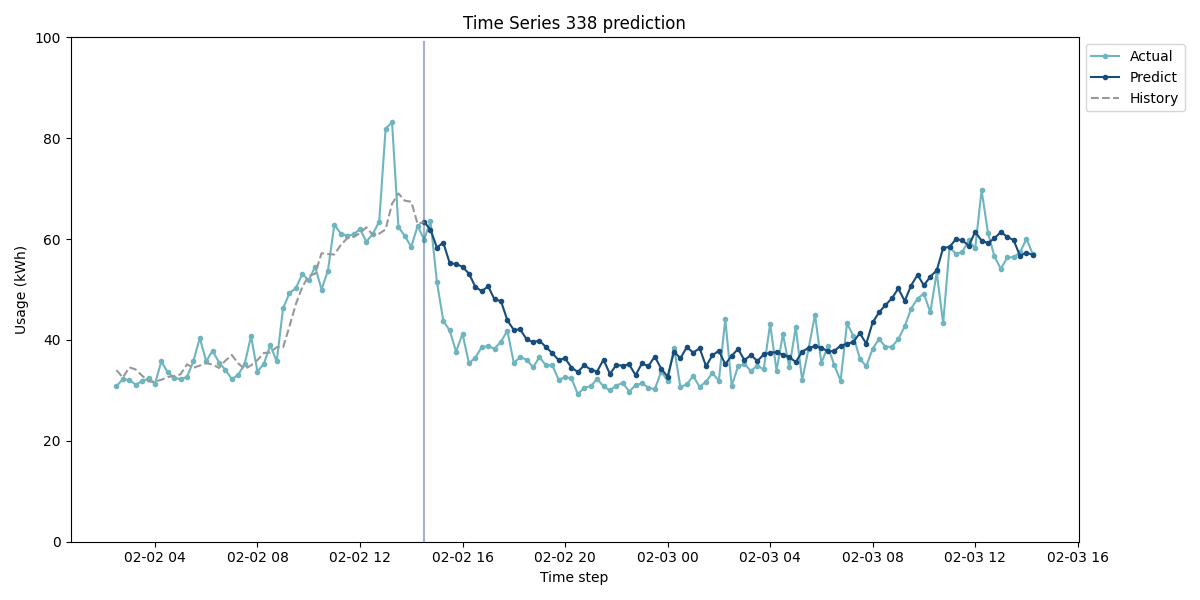 Time Series 338 prediction
100
80
60
40
20
0
Usage (kWh)
02-02 04
02-02 08
02-02 12
02-02 16
02-02 20
02-03 00
02-03 04
02-03 08
02-03 12
02-03 16
Time step
Actual
Predict
History